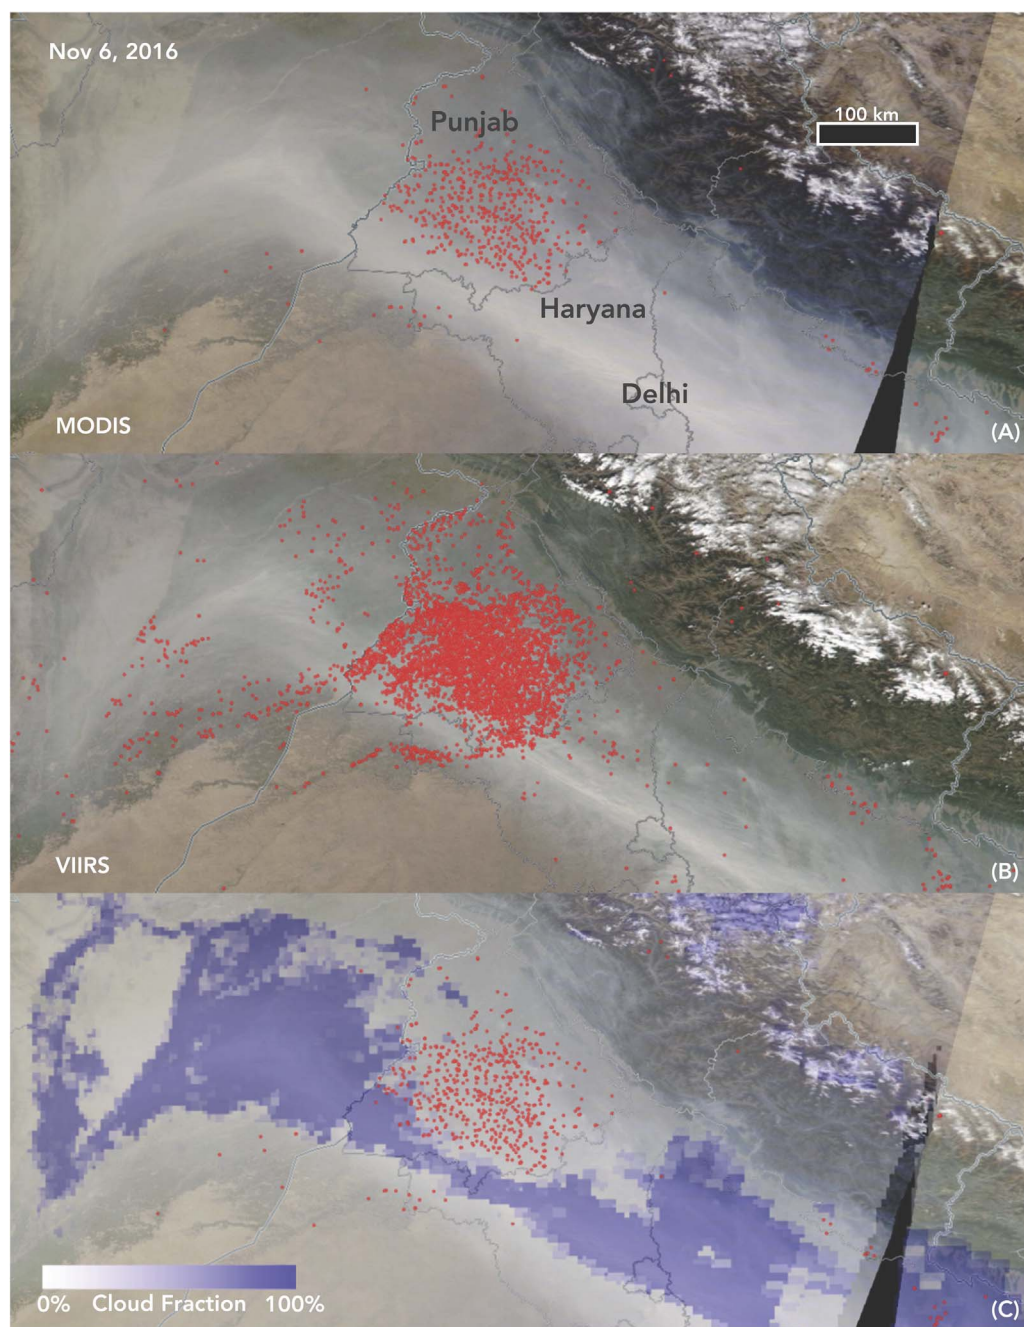 Nov 6, 2016
Punjab
100 km
Haryana
Delhi
MODIS
(A)
VIIRS
(B)
0% Cloud Fraction 100%
(C)